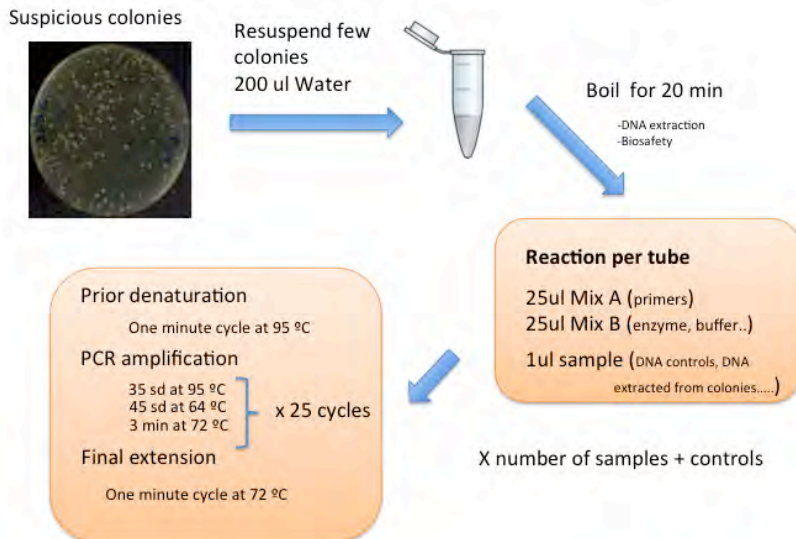 Suspicious colonies
Resuspend few
colonies
200 ul Water
Boil for 20 min
-DNA extraction
-Biosafety
Reaction per tube
25ul Mix A (primers)
25ul Mix B (enzyme, buffer..)
1ul sample (DNA controls, DNA
extracted from colonies.....)
X number of samples + controls
Prior denaturation
One minute cycle at 95 ºC
PCR amplification
35 sd at 95ºC
45 sd at 64 ºC
3 min at 72 ºC
x 25 cycles
Final extension
One minute cycle at 72 ºC